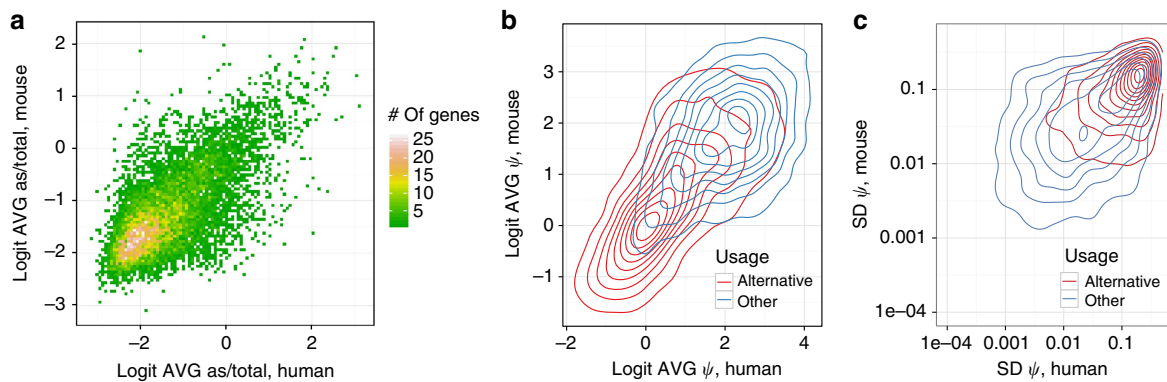 a
Logit AVG as/total, mouse
2
1
0
−1
−2
−3
−2
0
2
Logit AVG as/total, human
# Of genes
25
20
15
10
5
b
Logit AVG ψ, mouse
3
2
1
0
−1
−2
0
2
4
Logit AVG ψ, human
Usage
Alternative
Other
c
SD ψ, mouse
0.1
0.01
0.001
1e−04
1e−04
0.001
0.01
0.1
SD ψ, human
Usage
Alternative
Other